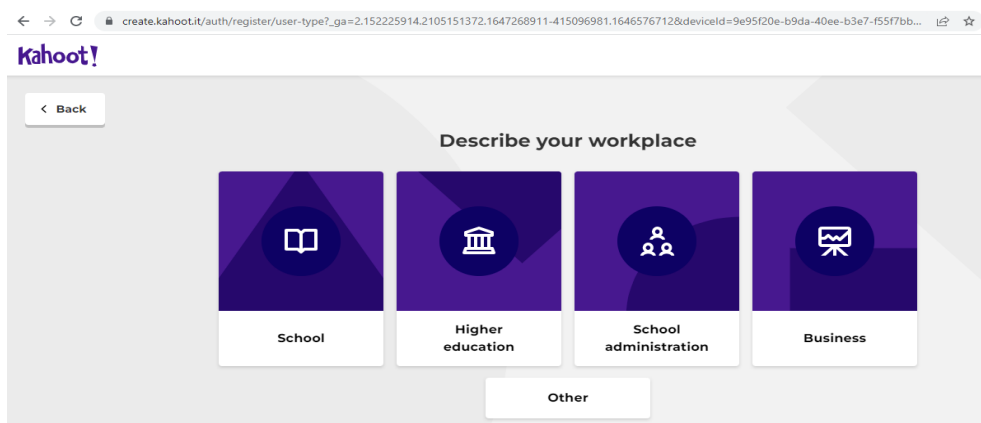 create.kahoot.it/auth/register/user-type?_ga=2.152225914.2105151372.1647268911-415096981.1646576712&deviceId=9e95f20e-b9da-40ee-b3e7-f55f7bb...
Kahoot!
Back
Describe your workplace
School
Higher
education
School
administration
Business
Other